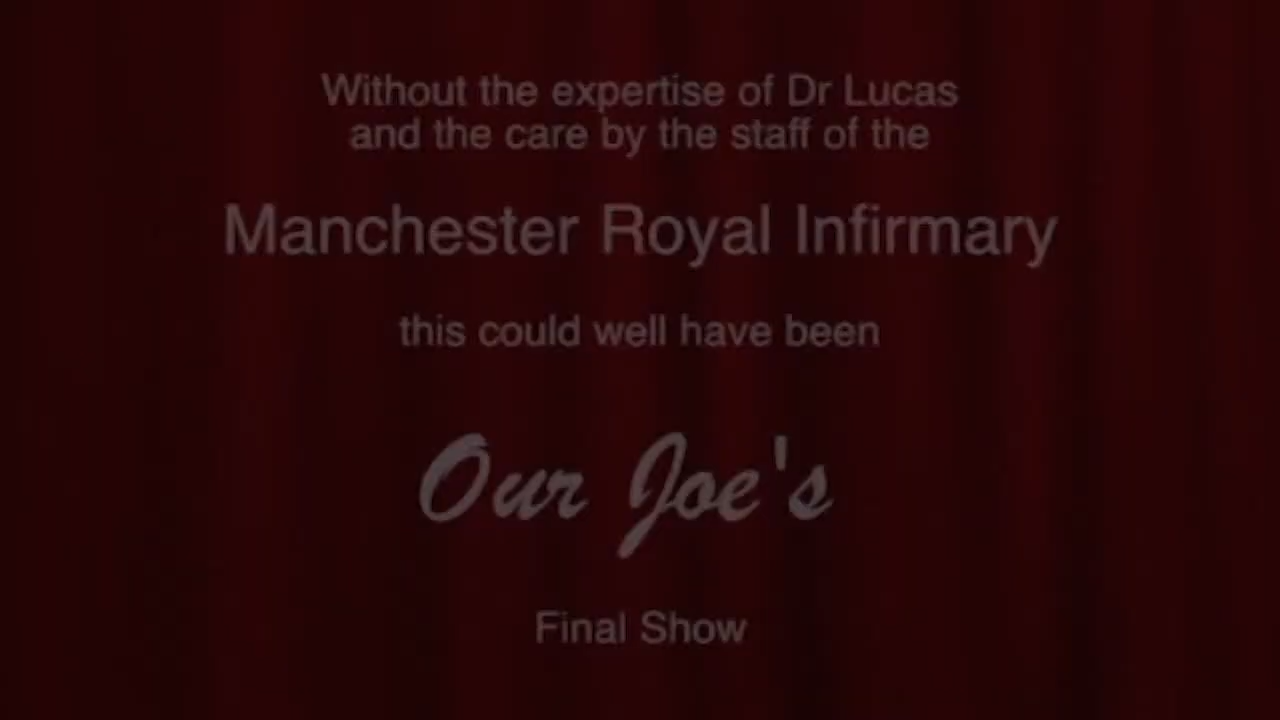 Without the expertise of Dr Lucas
and the care by the staff of the
Manchester Royal Infirmary
this could well have been
Our Joe's
Final Show